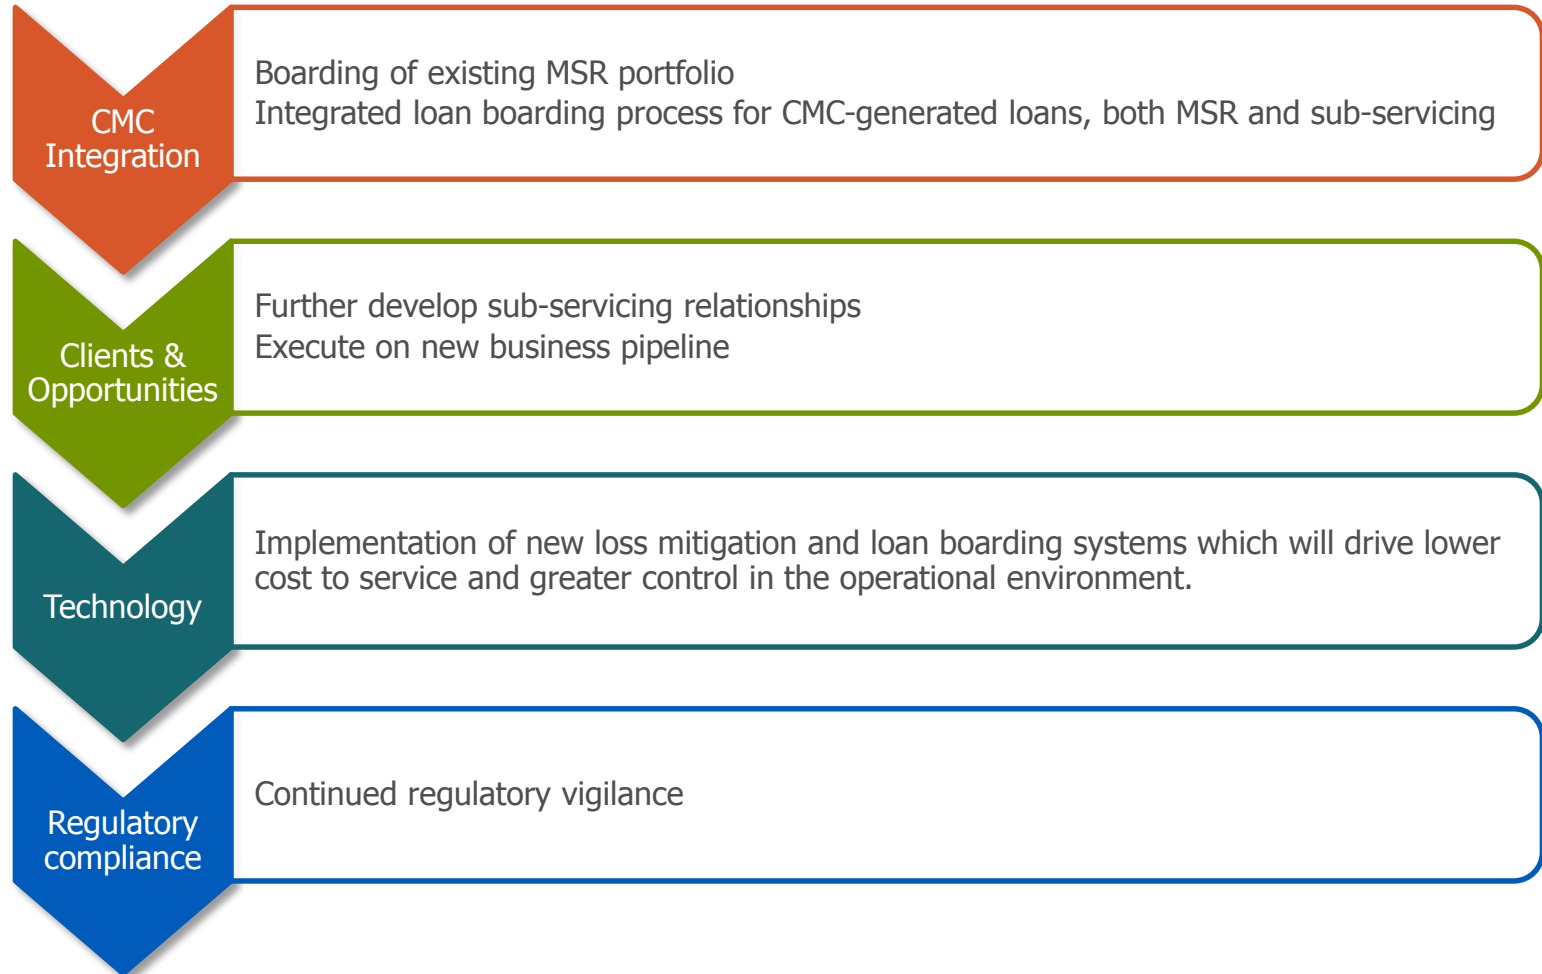 CMC
Integration
Boarding of existing MSR portfolio
Integrated loan boarding process for CMC-generated loans, both MSR and sub-servicing
Clients &
Opportunities
Further develop sub-servicing relationships
Execute on new business pipeline
Technology
Implementation of new loss mitigation and loan boarding systems which will drive lower
cost to service and greater control in the operational environment.
Regulatory
compliance
Continued regulatory vigilance